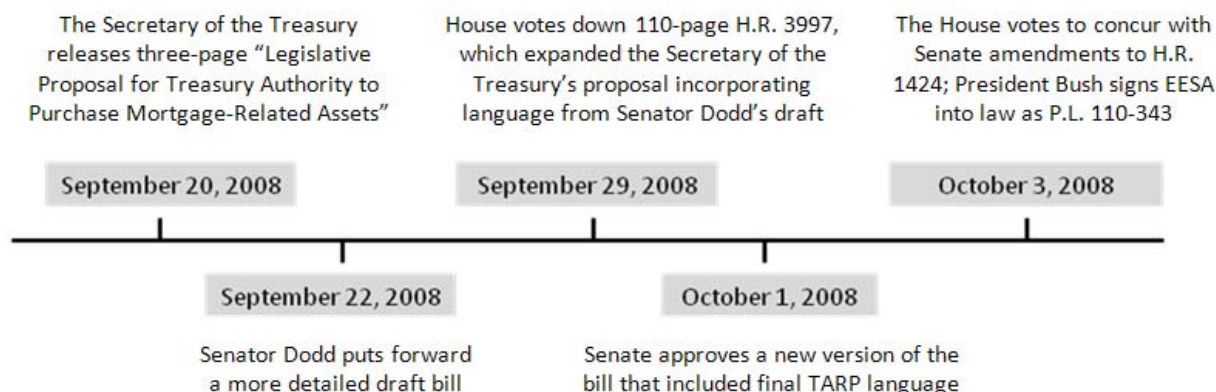 The Secretary of the Treasury
releases three-page “Legislative
Proposal for Treasury Authority to
Purchase Mortgage-Related Assets”
September 20, 2008
September 22, 2008
Senator Dodd puts forward
a more detailed draft bill
House votes down 110-page H.R. 3997,
which expanded the Secretary of the
Treasury’s proposal incorporating
language from Senator Dodd’s draft
September 29, 2008
October 1, 2008
Senate approves a new version of the
bill that included final TARP language
The House votes to concur with
Senate amendments to H.R.
1424; President Bush signs EESA
into law as P.L. 110-343
October 3, 2008